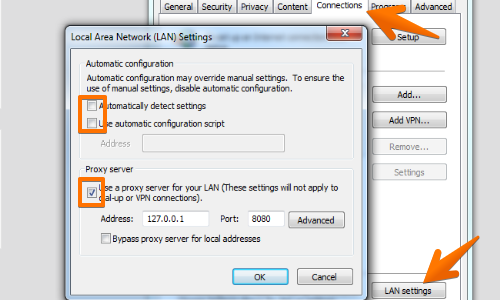 General Security Privacy Content Connections Programs Advanced
Local Area Network (LAN) Settings
Setup
Automatic configuration
Automatic configuration may override manual settings. To ensure the
use of manual settings, disable automatic configuration.
Automatically detect settings
Use automatic configuration script
Address
Add...
Add VPN...
Remove...
Settings
Proxy server
Use a proxy server for your LAN (These settings will not apply to
dial-up or VPN connections).
Address: 127.0.0.1 Port: 8080 Advanced
Bypass proxy server for local addresses
OK Cancel
LAN settings